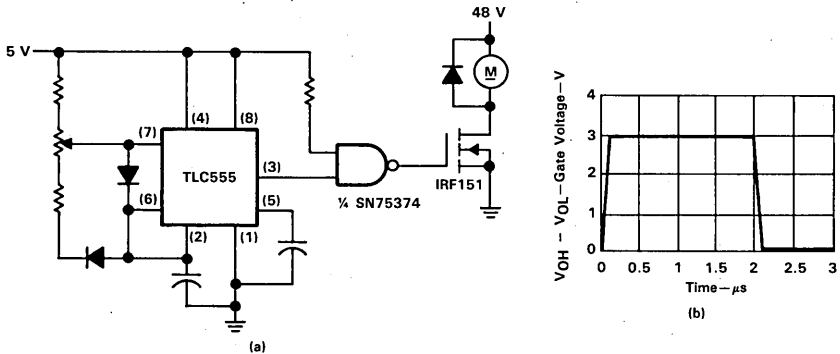 48 V
5 V
(4)
(8)
(7)
M
TLC555
(3)
(6)
(5)
IRF151
¼ SN75374
(2)
(1)
(a)
VOH – VOL–Gate Voltage–V
4
3
2
1
0
0 0.5 1 1.5 2 2.5 3
Time–μs
(b)